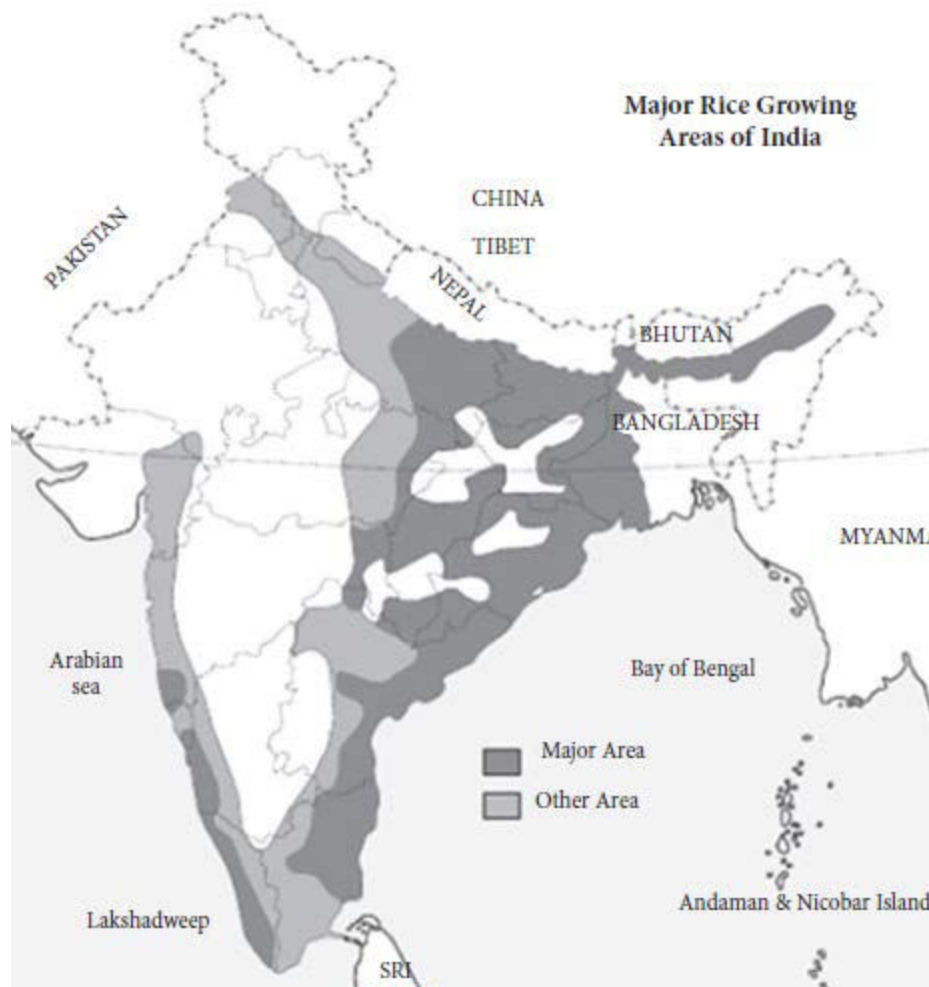 Major Rice Growing
Areas of India
CHINA
TIBET
PAKISTAN
NEPAL
BHUTAN
BANGLADESH
MYANMA
Arabian
sea
Bay of Bengal
Major Area
Other Area
Lakshadweep
Andaman & Nicobar Island
SRI